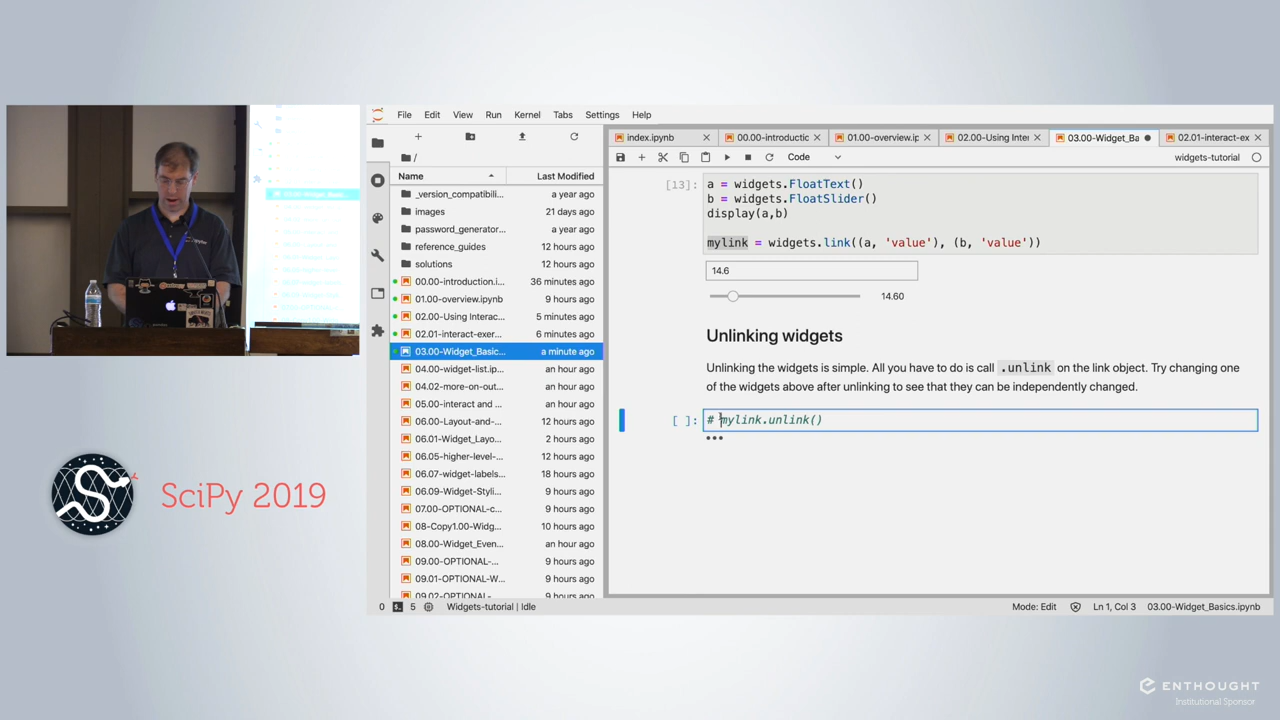 File Edit View Run Kernel Tabs Settings Help
index.ipynb 00.00-introductic 01.00-overview.ip 02.00-Using Inter 03.00-Widget_Ba 02.01-interact-ex
Code widgets-tutorial
/
Name Last Modified
_version_compatibili... a year ago
images 21 days ago
password_generator... a year ago
reference_guides 12 hours ago
solutions 12 hours ago
00.00-introduction.i... 36 minutes ago
01.00-overview.ipynb 9 hours ago
02.00-Using Interac... 5 minutes ago
02.01-interact-exer... 6 minutes ago
03.00-Widget_Basic... a minute ago
04.00-widget-list.ip... an hour ago
04.02-more-on-out... an hour ago
05.00-interact and ... an hour ago
06.00-Layout-and-... 12 hours ago
06.01-Widget_Layo... 2 hours ago
06.05-higher-level-... 12 hours ago
06.07-widget-labels... 18 hours ago
06.09-Widget-Styli... 9 hours ago
07.00-OPTIONAL-c... 9 hours ago
08-Copy1.00-Widg... 10 hours ago
08.00-Widget_Even... an hour ago
09.00-OPTIONAL-... 9 hours ago
09.01-OPTIONAL-W... 9 hours ago
09.02-OPTIONAL-... 9 hours ago
[13]: a = widgets.FloatText()
b = widgets.FloatSlider()
display(a,b)
mylink = widgets.link((a, 'value'), (b, 'value'))
14.6
14.60
Unlinking widgets
Unlinking the widgets is simple. All you have to do is call .unlink on the link object. Try changing one
of the widgets above after unlinking to see that they can be independently changed.
[ ]: # mylink.unlink()
0 5 Widgets-tutorial | Idle Mode: Edit Ln 1, Col 3 03.00-Widget_Basics.ipynb
SciPy 2019
ENTHOUGHT
Institutional Sponsor